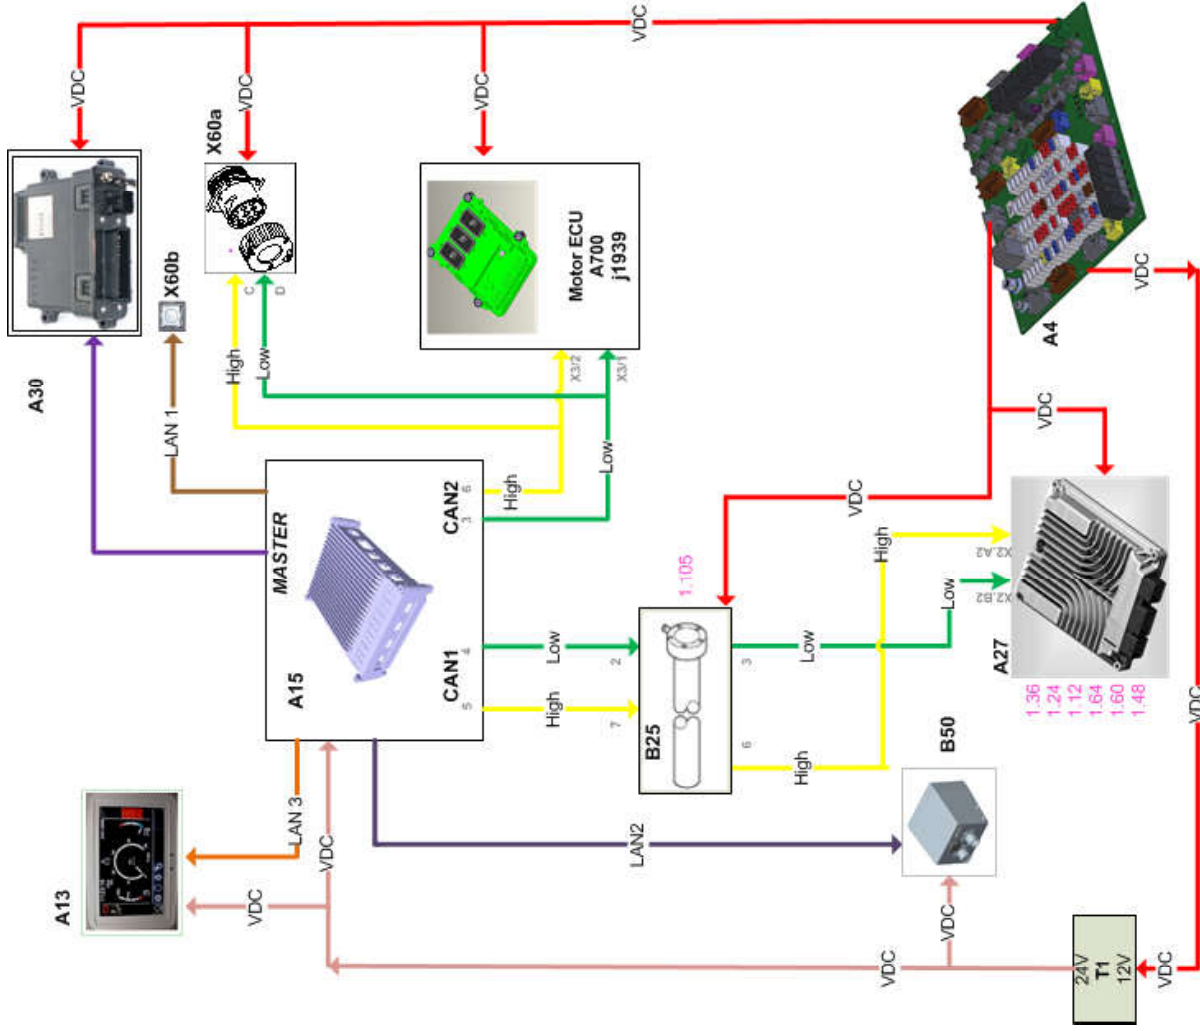 VDC
VDC
VDC
VDC
A30
X60b
X60a
Motor ECU
A700
j1939
A4
VDC
C
D
High
Low
X3/2
X3/1
LAN 1
MASTER
A15
CAN2
6
3
High
Low
CAN1
5
4
High
Low
7
2
B25
1.105
6
3
High
Low
VDC
VDC
High
Low
X2.A2
X2.B2
A27
1.36
1.24
1.12
1.64
1.60
1.48
B50
LAN2
A13
LAN 3
VDC
VDC
VDC
VDC
24V
T1
12V
VDC
VDC